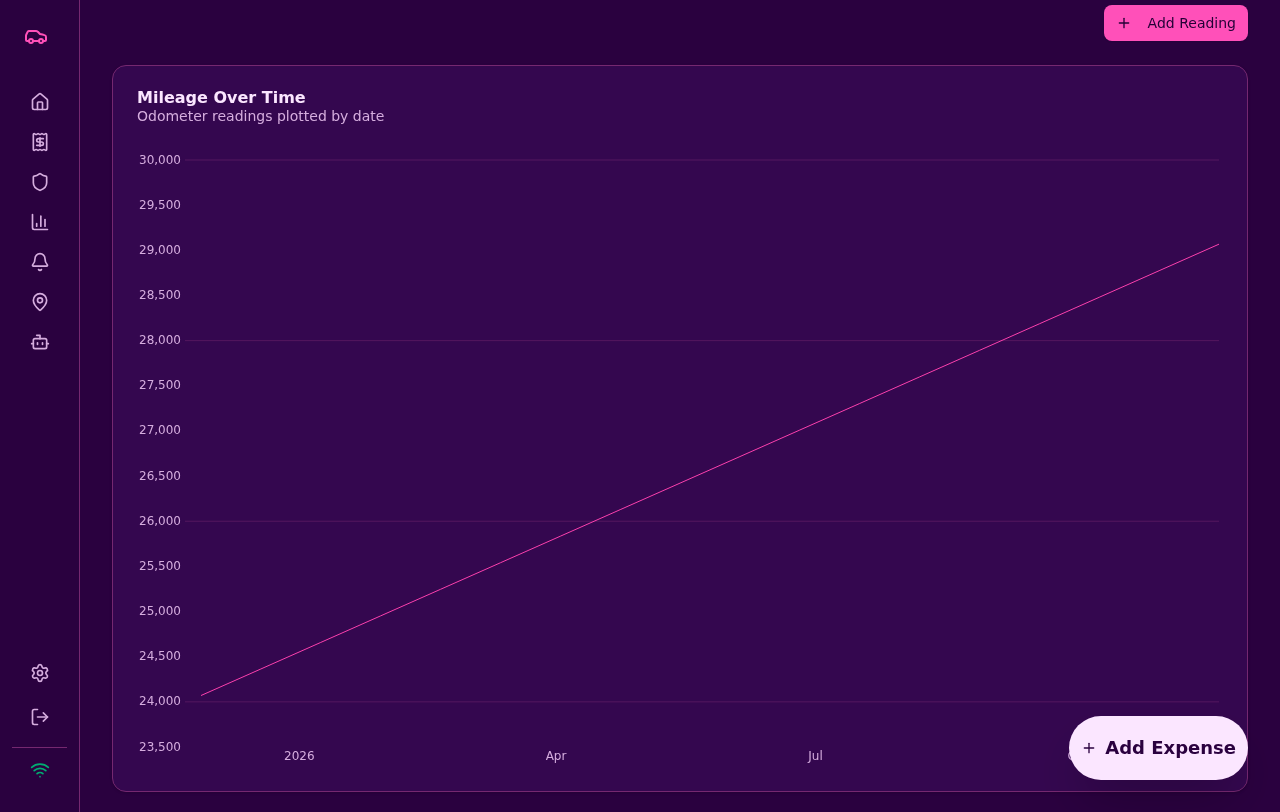 Add Reading
Mileage Over Time
Odometer readings plotted by date
30,000
29,500
29,000
28,500
28,000
27,500
27,000
26,500
26,000
25,500
25,000
24,500
24,000
23,500
2026
Apr
Jul
Add Expense